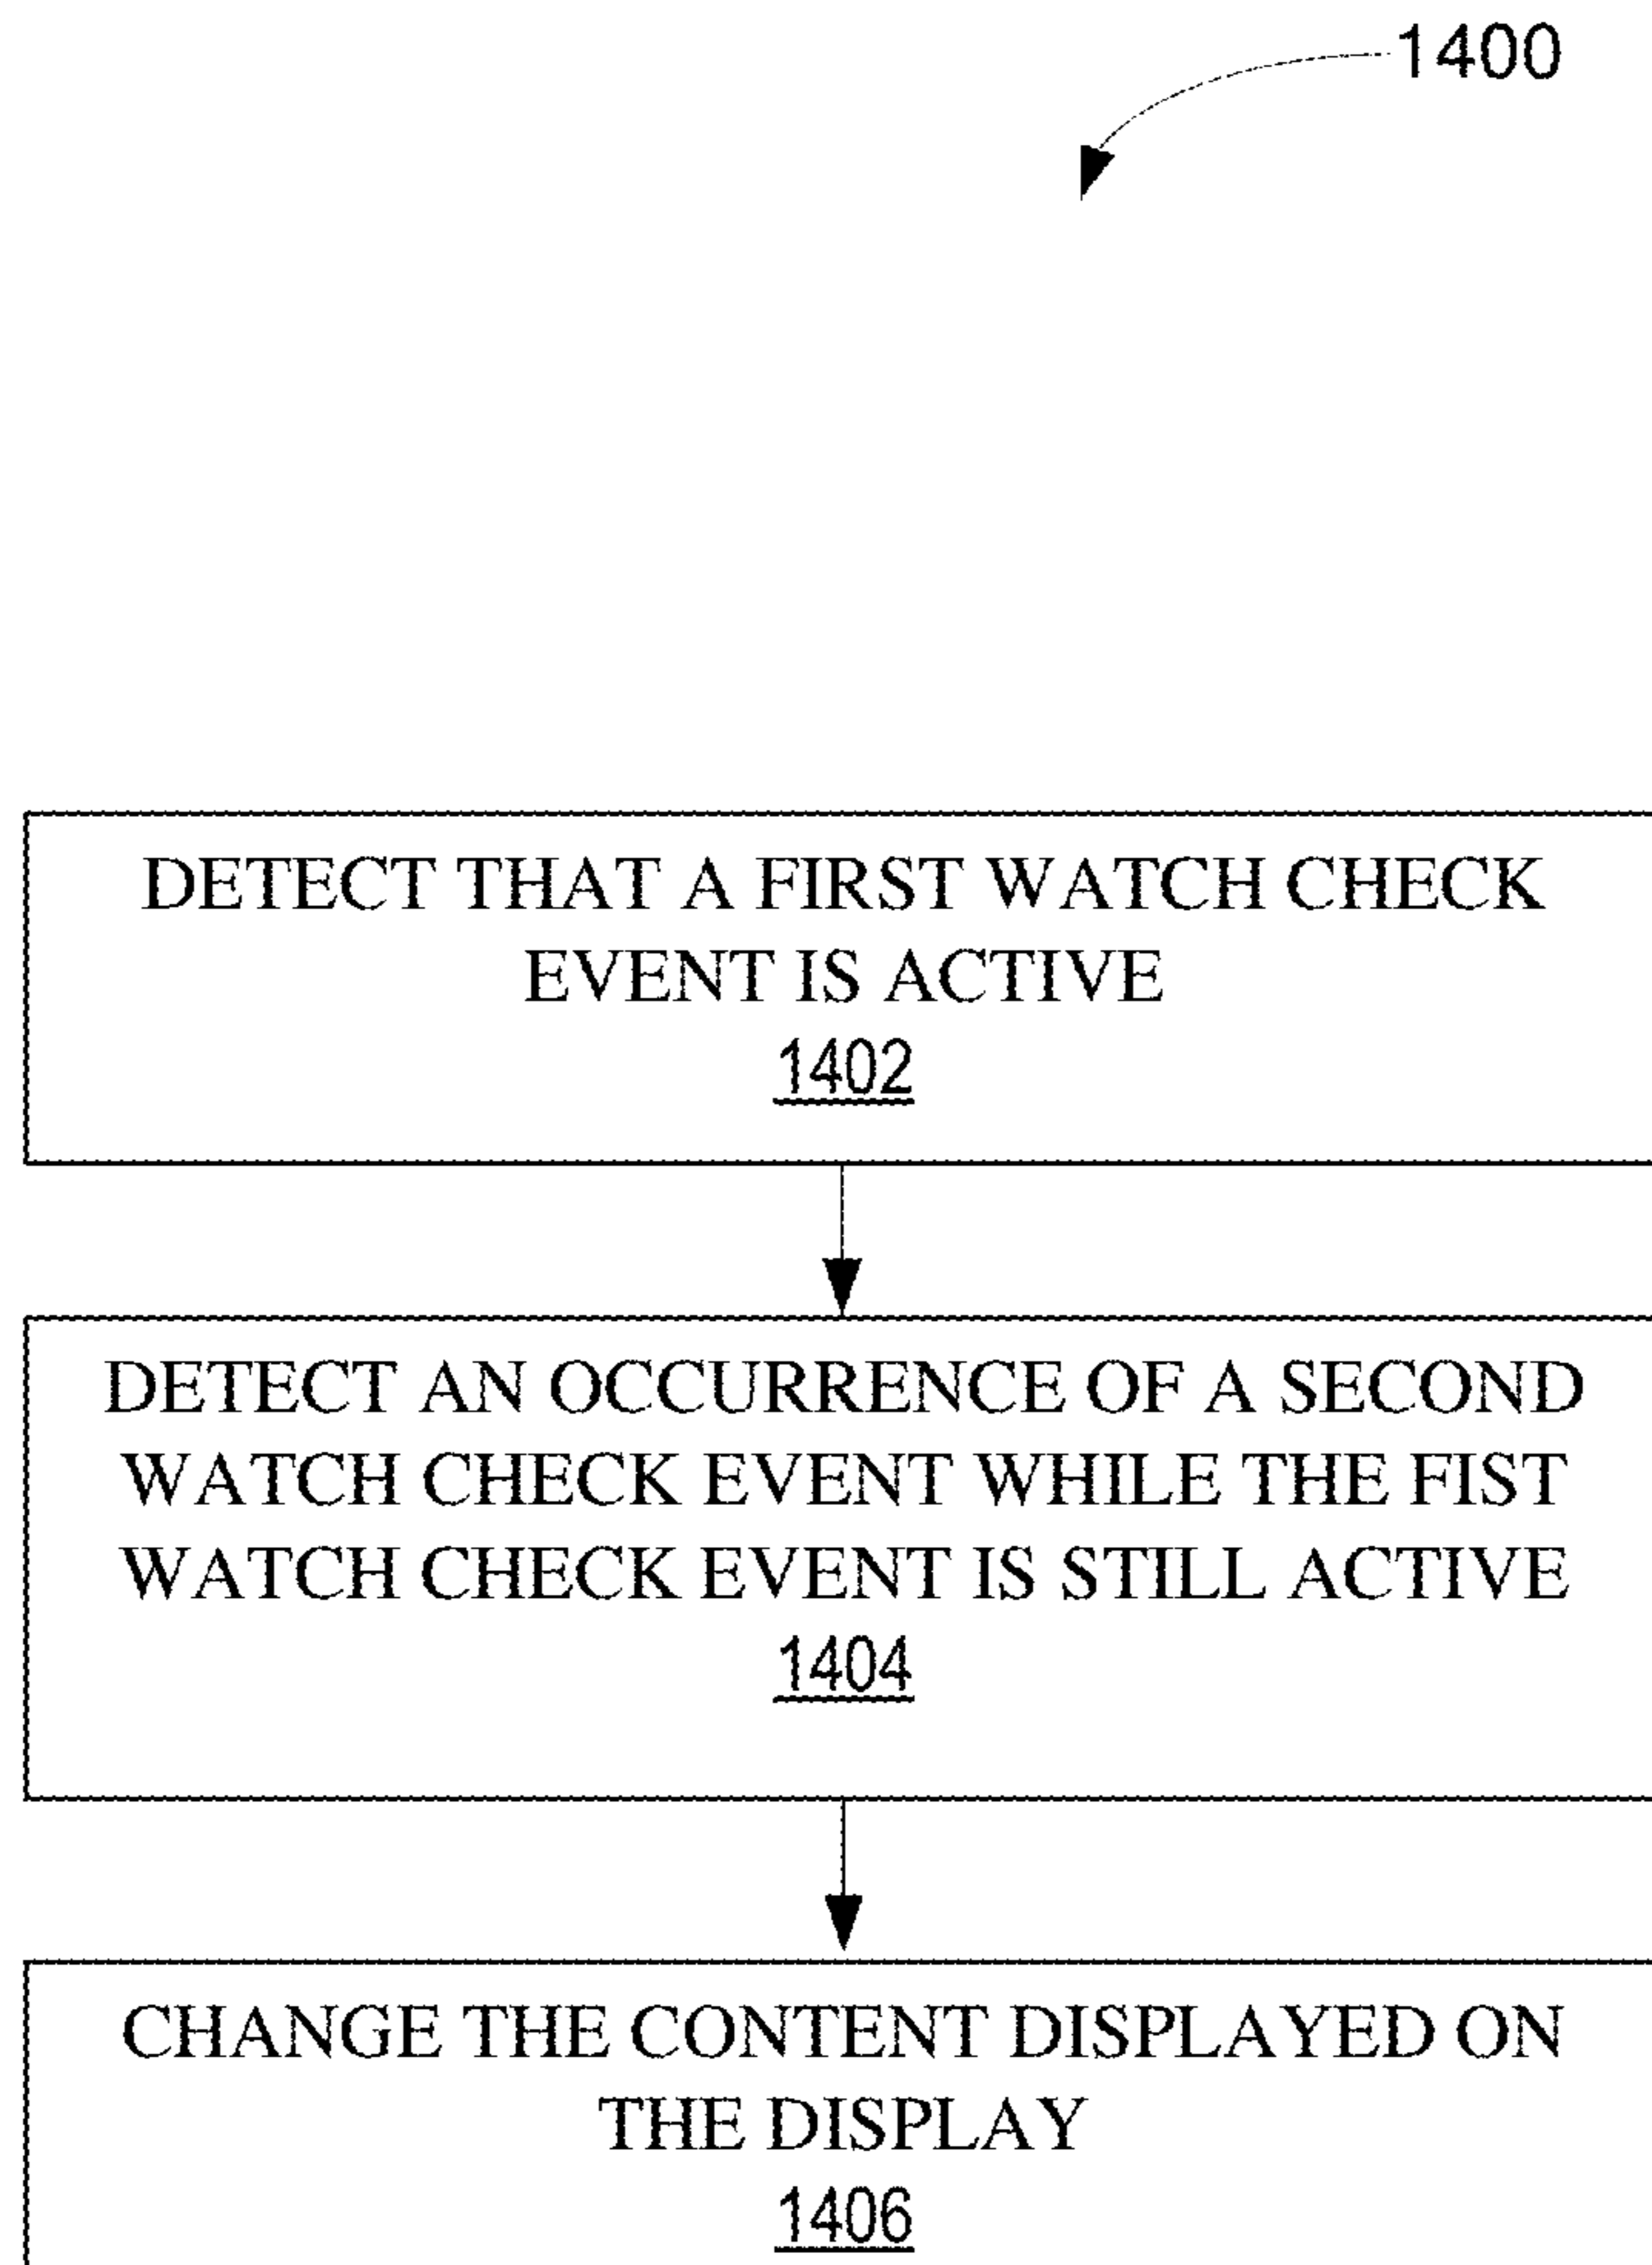 1400
DETECT THAT A FIRST WATCH CHECK
EVENT IS ACTIVE
1402
DETECT AN OCCURRENCE OF A SECOND
WATCH CHECK EVENT WHILE THE FIST
WATCH CHECK EVENT IS STILL ACTIVE
1404
CHANGE THE CONTENT DISPLAYED ON
THE DISPLAY
1406